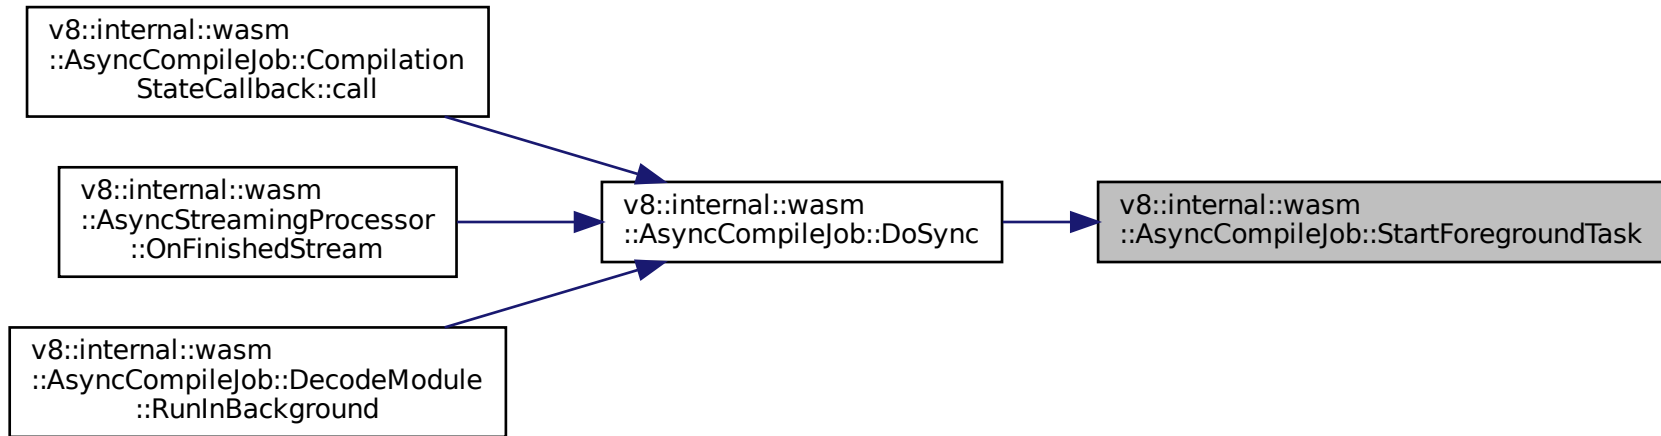 v8::internal::wasm
::AsyncCompileJob::Compilation
StateCallback::call
v8::internal::wasm
::AsyncStreamingProcessor
::OnFinishedStream
v8::internal::wasm
::AsyncCompileJob::DecodeModule
::RunInBackground
v8::internal::wasm
::AsyncCompileJob::DoSync
v8::internal::wasm
::AsyncCompileJob::StartForegroundTask